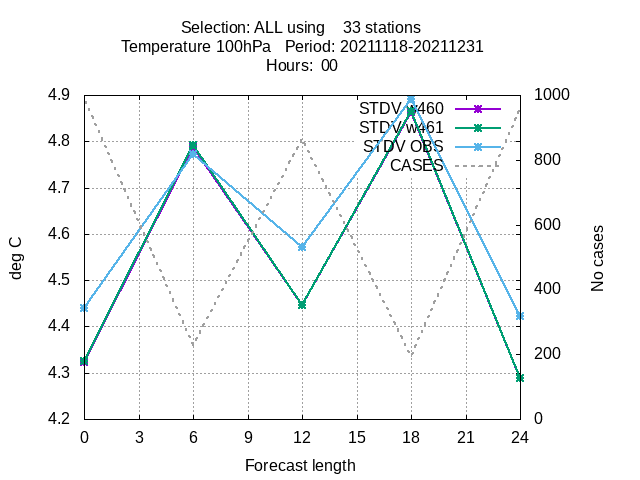 Selection: ALL using    33 stations
Temperature 100hPa   Period: 20211118-20211231
Hours:  00
4.9
4.8
4.7
4.6
4.5
4.4
4.3
4.2
deg C
STDV w460
STDV w461
STDV OBS
CASES
1000
800
600
400
200
0
No cases
0 3 6 9 12 15 18 21 24
Forecast length